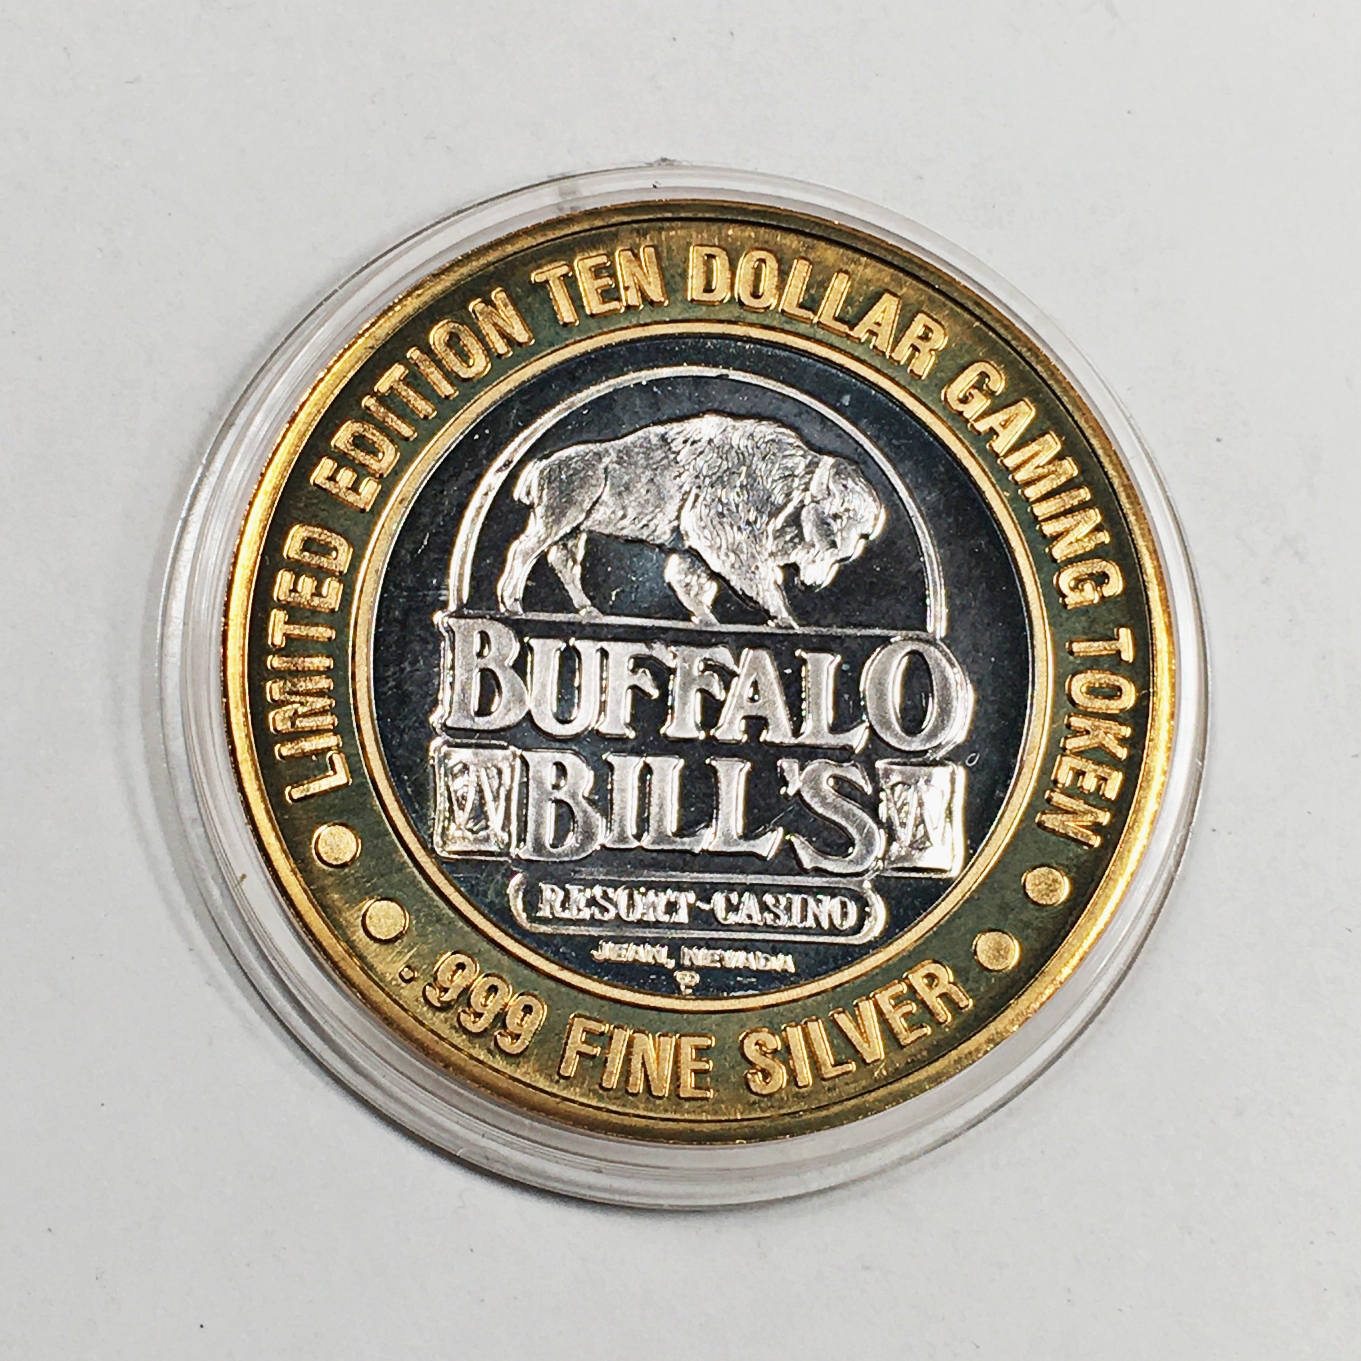 LIMITED EDITION TEN DOLLAR GAMING TOKEN
BUFFALO
BILL'S
RESORT-CASINO
JEAN, NEVADA
.999 FINE SILVER